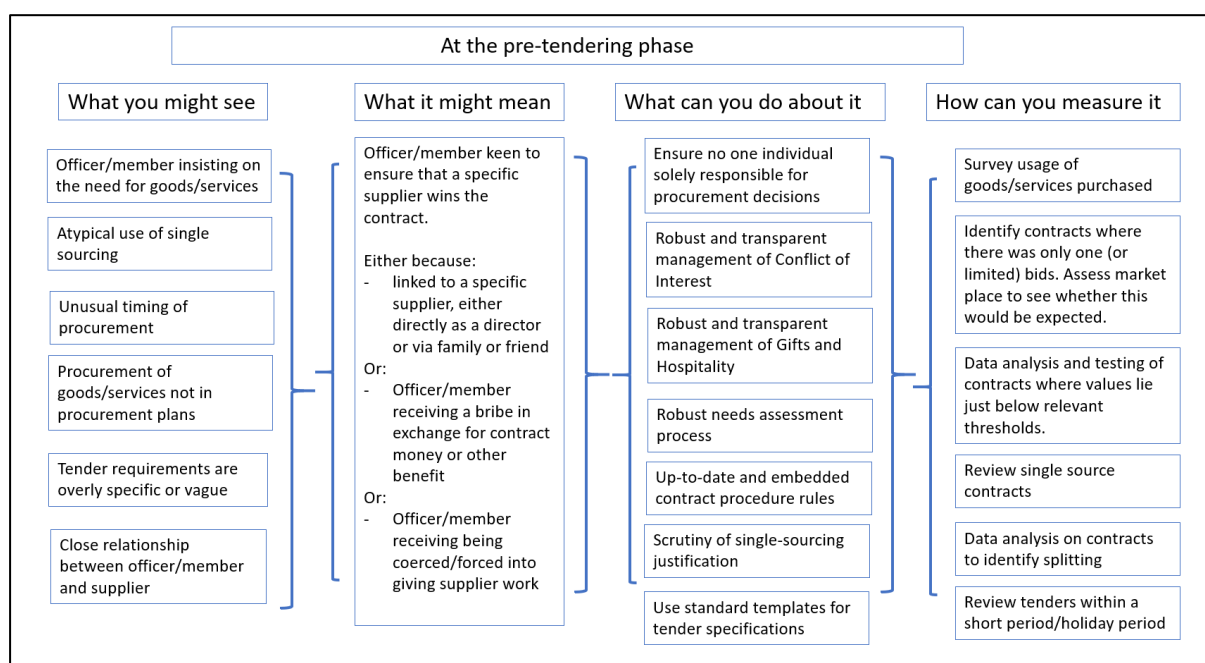 At the pre-tendering phase
What you might see
Officer/member insisting on
the need for goods/services
Atypical use of single
sourcing
Unusual timing of
procurement
Procurement of
goods/services not in
procurement plans
Tender requirements are
overly specific or vague
Close relationship
between officer/member
and supplier
What it might mean
Officer/member keen to
ensure that a specific
supplier wins the
contract.
Either because:
- linked to a specific
supplier, either
directly as a director
or via family or friend
Or:
- Officer/member
receiving a bribe in
exchange for contract
money or other
benefit
Or:
- Officer/member
receiving being
coerced/forced into
giving supplier work
What can you do about it
Ensure no one individual
solely responsible for
procurement decisions
Robust and transparent
management of Conflict of
Interest
Robust and transparent
management of Gifts and
Hospitality
Robust needs assessment
process
Up-to-date and embedded
contract procedure rules
Scrutiny of single-sourcing
justification
Use standard templates for
tender specifications
How can you measure it
Survey usage of
goods/services purchased
Identify contracts where
there was only one (or
limited) bids. Assess market
place to see whether this
would be expected.
Data analysis and testing of
contracts where values lie
just below relevant
thresholds.
Review single source
contracts
Data analysis on contracts
to identify splitting
Review tenders within a
short period/holiday period